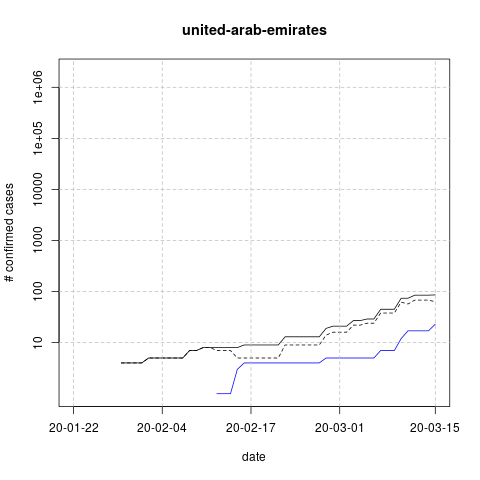 united-arab-emirates
# confirmed cases
1e+06
1e+05
10000
1000
100
10
20-01-22 20-02-04 20-02-17 20-03-01 20-03-15
date